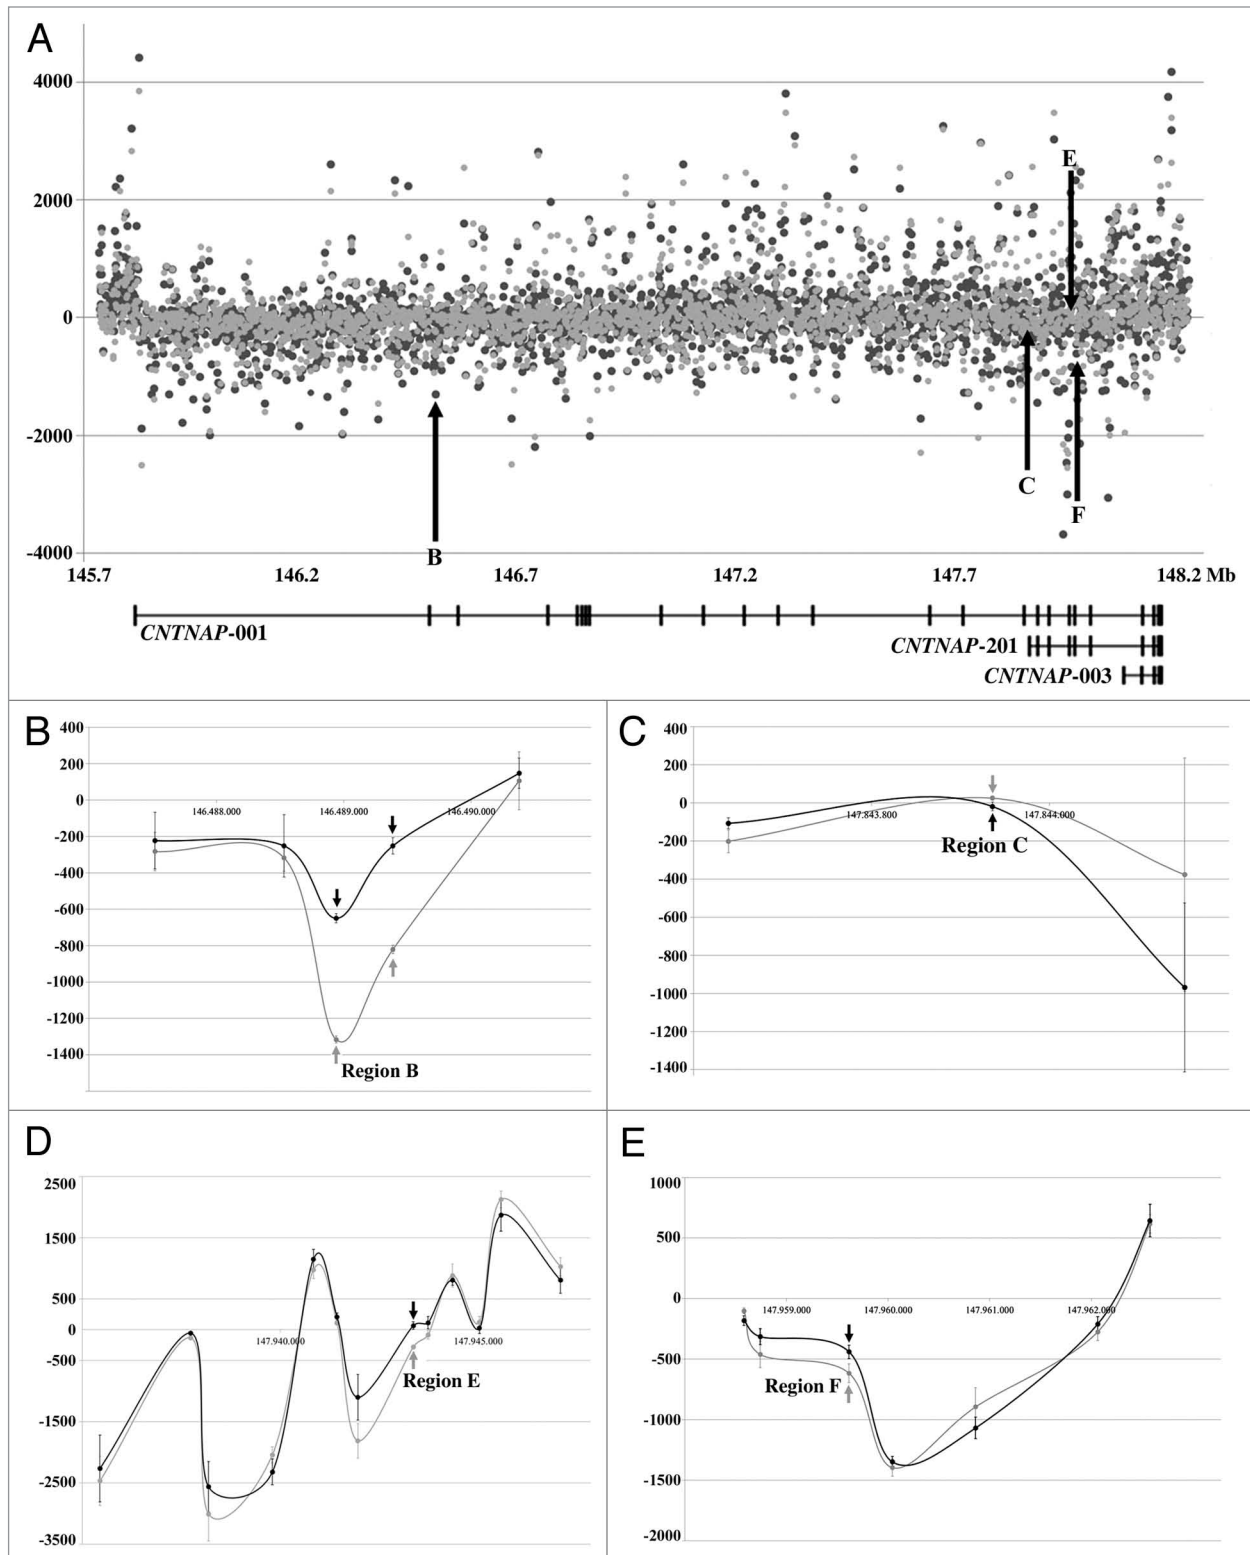 A
4000
2000
0
-2000
-4000
E
B
C
F
145.7 146.2 146.7 147.2 147.7 148.2 Mb
CNTNAP-001
CNTNAP-201
CNTNAP-003
B
400
200
0
-200
-400
-600
-800
-1000
-1200
-1400
146.488.000 146.489.000 146.490.000
Region B
C
400
200
0
-200
-400
-600
-800
-1000
-1200
-1400
147.843.800 147.844.000
Region C
D
2500
1500
500
0
-500
-1500
-2500
-3500
147.940.000 147.945.000
Region E
E
1000
500
0
-500
-1000
-1500
-2000
147.959.000 147.960.000 147.961.000 147.962.000
Region F